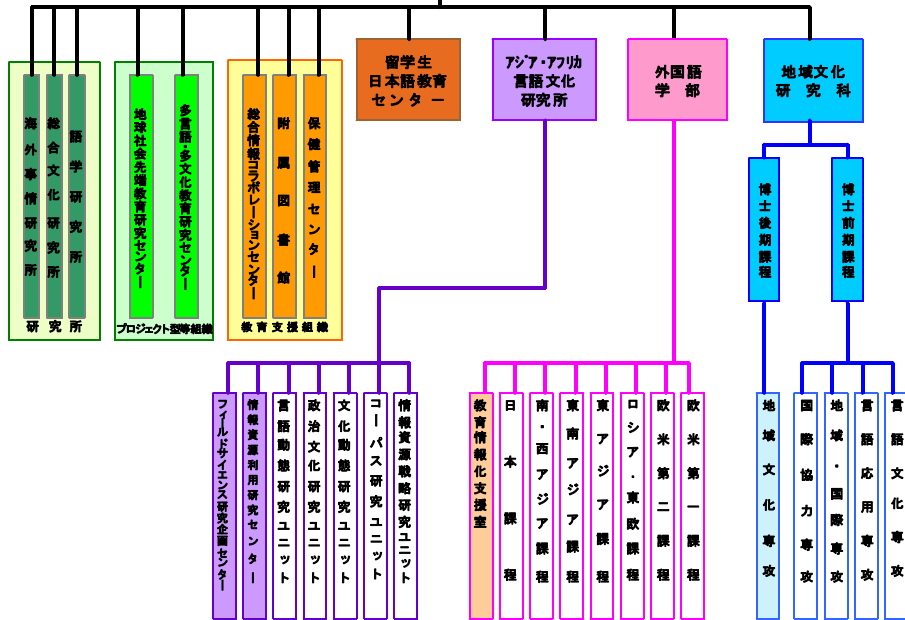 留学生
日本語教育
センター
アジア・アフリカ
言語文化
研究所
外国語
学部
地域文化
研究科
海外事情研究所
総合文化研究所
語学研究所
研究所
地球社会先端教育研究センター
多言語・多文化教育研究センター
プロジェクト型等組織
総合情報コラボレーションセンター
附属図書館
保健管理センター
教育支援組織
博士後期課程
博士前期課程
フィールドサイエンス研究企画センター
情報資源利用研究センター
言語動態研究ユニット
政治文化研究ユニット
文化動態研究ユニット
コーパス研究ユニット
情報資源戦略研究ユニット
教育情報化支援室
日本課程
南・西アジア課程
東南アジア課程
東アジア課程
ロシア・東欧課程
欧米第二課程
欧米第一課程
地域文化専攻
国際協力専攻
地域・国際専攻
言語応用専攻
言語文化専攻